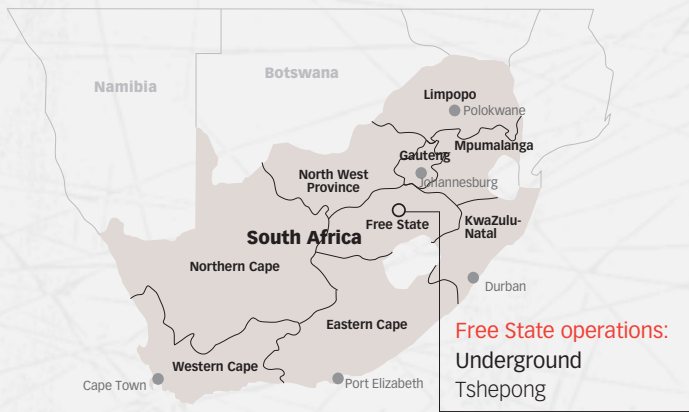 Namibia
Botswana
Limpopo
Polokwane
Mpumalanga
Gauteng
Johannesburg
North West
Province
Free State
KwaZulu-
Natal
South Africa
Northern Cape
Durban
Eastern Cape
Western Cape
Cape Town
Port Elizabeth
Free State operations:
Underground
Tshepong